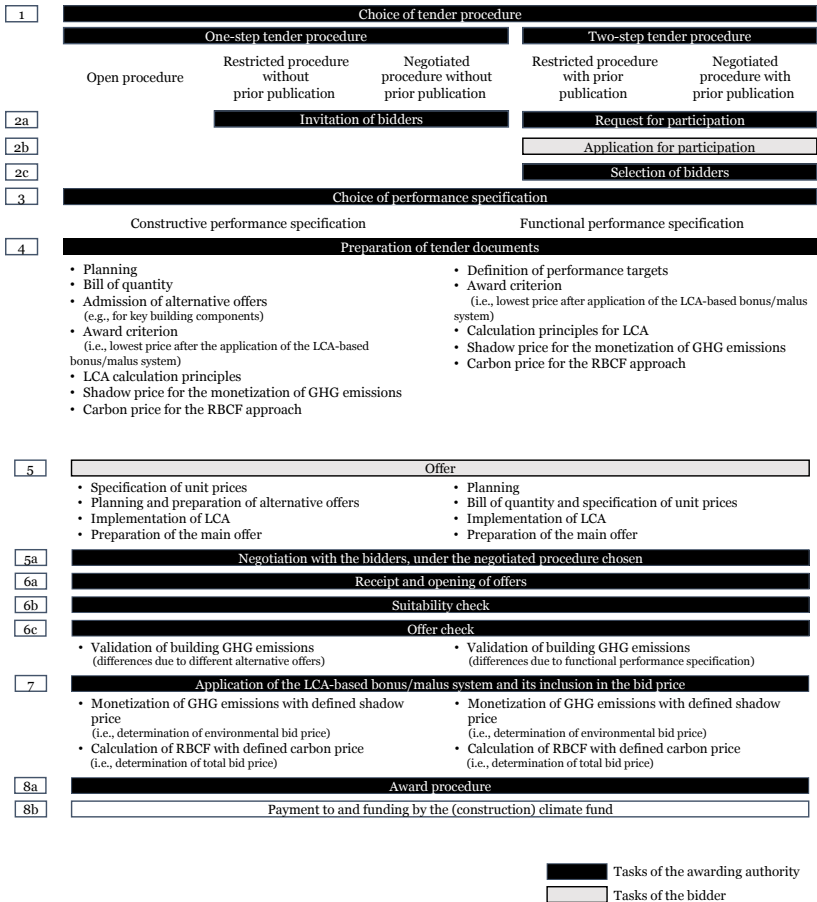 1
Choice of tender procedure
One-step tender procedure
Two-step tender procedure
Open procedure
Restricted procedure
without
prior publication
Negotiated
procedure without
prior publication
Restricted procedure
with prior
publication
Negotiated
procedure with
prior publication
2a
Invitation of bidders
Request for participation
2b
Application for participation
2c
Selection of bidders
3
Choice of performance specification
Constructive performance specification
Functional performance specification
4
Preparation of tender documents
• Planning
• Bill of quantity
• Admission of alternative offers
(e.g., for key building components)
• Award criterion
(i.e., lowest price after the application of the LCA-based
bonus/malus system)
• LCA calculation principles
• Shadow price for the monetization of GHG emissions
• Carbon price for the RBCF approach
• Definition of performance targets
• Award criterion
(i.e., lowest price after application of the LCA-based bonus/malus
system)
• Calculation principles for LCA
• Shadow price for the monetization of GHG emissions
• Carbon price for the RBCF approach
5
Offer
• Specification of unit prices
• Planning and preparation of alternative offers
• Implementation of LCA
• Preparation of the main offer
• Planning
• Bill of quantity and specification of unit prices
• Implementation of LCA
• Preparation of the main offer
5a
Negotiation with the bidders, under the negotiated procedure chosen
6a
Receipt and opening of offers
6b
Suitability check
6c
Offer check
• Validation of building GHG emissions
(differences due to different alternative offers)
• Validation of building GHG emissions
(differences due to functional performance specification)
7
Application of the LCA-based bonus/malus system and its inclusion in the bid price
• Monetization of GHG emissions with defined shadow
price
(i.e., determination of environmental bid price)
• Calculation of RBCF with defined carbon price
(i.e., determination of total bid price)
• Monetization of GHG emissions with defined shadow
price
(i.e., determination of environmental bid price)
• Calculation of RBCF with defined carbon price
(i.e., determination of total bid price)
8a
Award procedure
8b
Payment to and funding by the (construction) climate fund
Tasks of the awarding authority
Tasks of the bidder